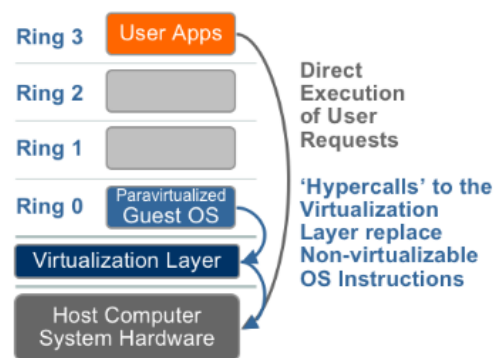 Ring 3
User Apps
Ring 2
Ring 1
Ring 0
Paravirtualized
Guest OS
Virtualization Layer
Host Computer
System Hardware
Direct
Execution
of User
Requests
‘Hypercalls’ to the
Virtualization
Layer replace
Non-virtualizable
OS Instructions